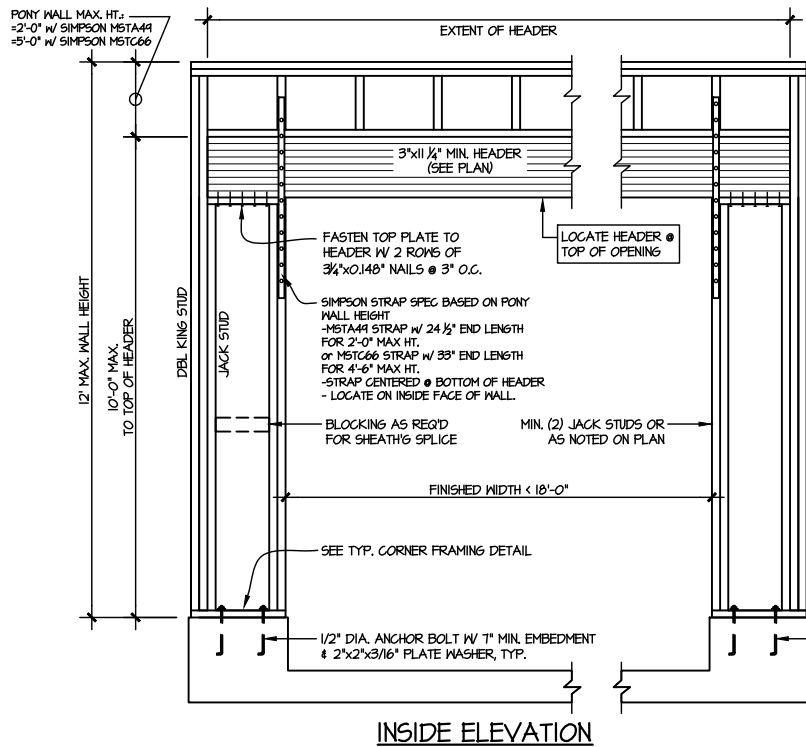 PONY WALL MAX. HT.:
=2'-0" W/ SIMPSON MSTA49
=5'-0" W/ SIMPSON MSTC66
EXTENT OF HEADER
3"x11 1/4" MIN. HEADER
(SEE PLAN)
FASTEN TOP PLATE TO
HEADER W/ 2 ROWS OF
3 1/4"x0.148" NAILS @ 3" O.C.
LOCATE HEADER @
TOP OF OPENING
SIMPSON STRAP SPEC BASED ON PONY
WALL HEIGHT
-MSTA49 STRAP W/ 24 1/2" END LENGTH
FOR 2'-0" MAX HT.
or MSTC66 STRAP W/ 33" END LENGTH
FOR 4'-6" MAX HT.
-STRAP CENTERED @ BOTTOM OF HEADER
- LOCATE ON INSIDE FACE OF WALL.
12' MAX. WALL HEIGHT
10'-0" MAX.
TO TOP OF HEADER
DBL KING STUD
JACK STUD
BLOCKING AS REQ'D
FOR SHEATH'G SPLICE
MIN. (2) JACK STUDS OR
AS NOTED ON PLAN
FINISHED WIDTH < 18'-0"
SEE TYP. CORNER FRAMING DETAIL
1/2" DIA. ANCHOR BOLT W/ 7" MIN. EMBEDMENT
& 2"x2"x3/16" PLATE WASHER, TYP.
INSIDE ELEVATION